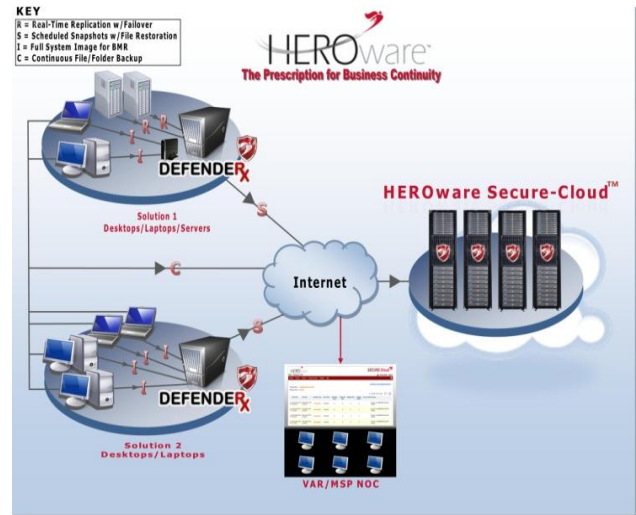 KEY
R = Real-Time Replication w/Failover
S = Scheduled Snapshots w/File Restoration
I = Full System Image for BMR
C = Continuous File/Folder Backup
HEROware™
The Prescription for Business Continuity
R
R
I
I
DEFENDERx
S
Solution 1
Desktops/Laptops/Servers
HEROware Secure-Cloud™
C
Internet
S
I
I
I
I
DEFENDERx
Solution 2
Desktops/Laptops
VAR/MSP NOC